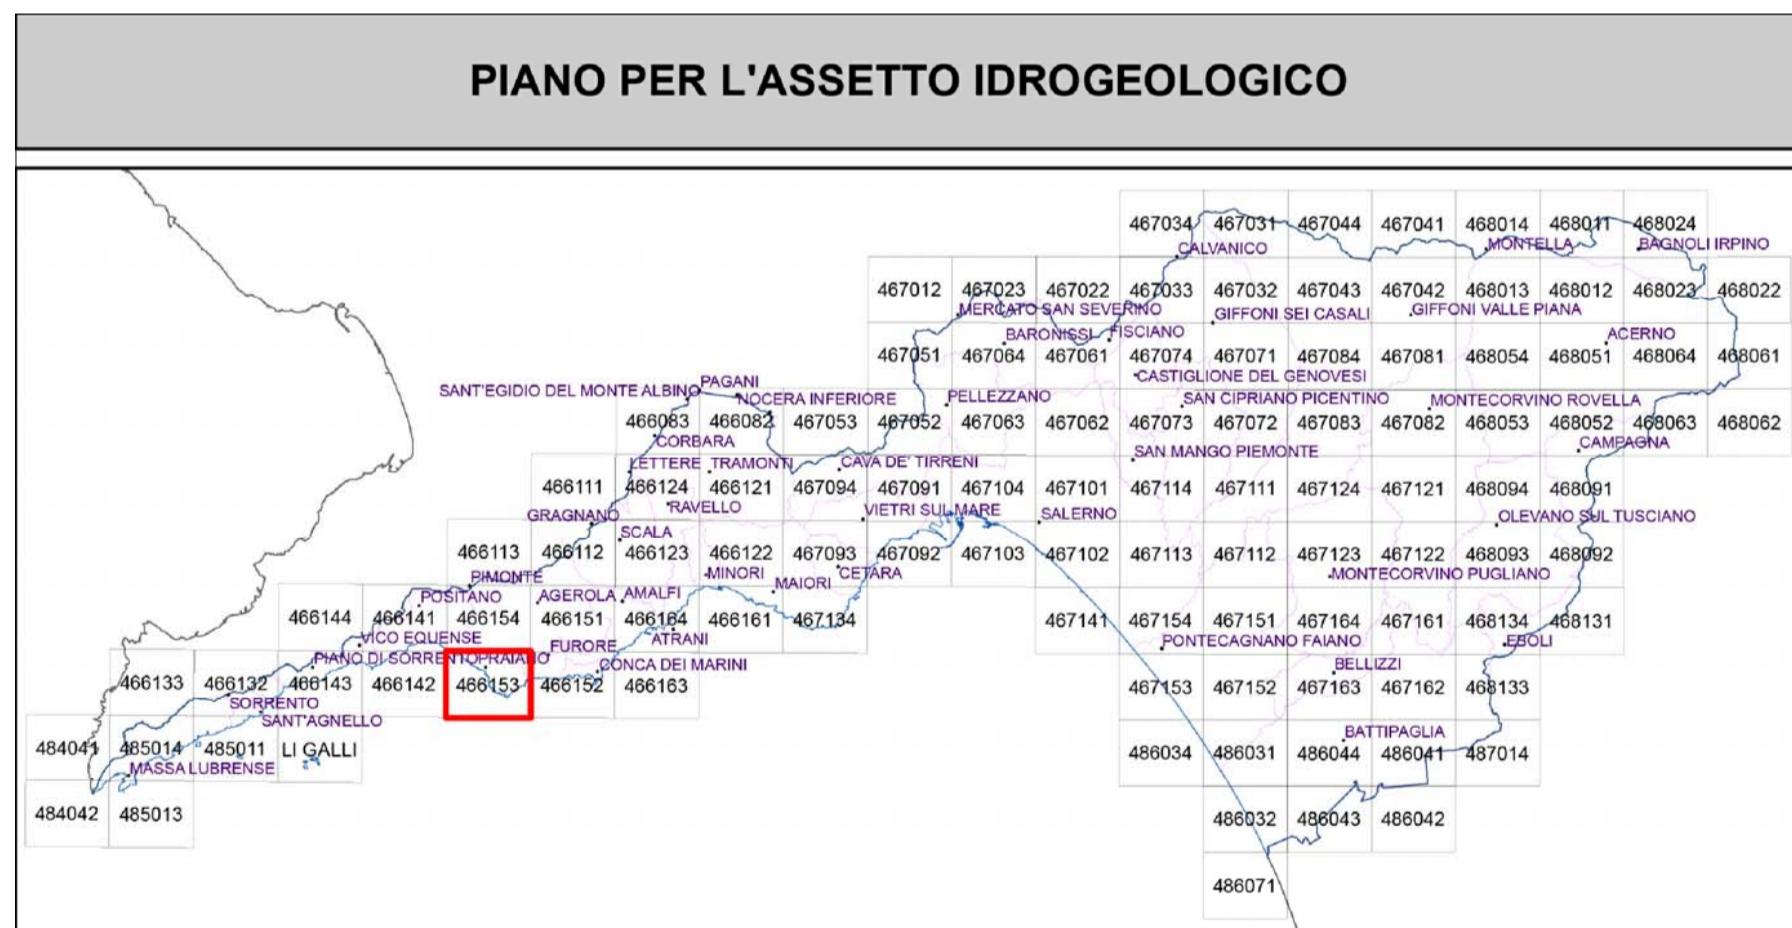 PIANO PER L'ASSETTO IDROGEOLOGICO
467034 467031 467044 467041 468014 468011 468024
CALVANICO MONTELLA BAGNOLI IRPINO
467012 467023 467022 467033 467032 467043 467042 468013 468012 468023 468022
MERCATO SAN SEVERINO GIFFONI SEI CASALI GIFFONI VALLE PIANA
BARONISSI FISCIANO ACERNO
467051 467064 467061 467074 467071 467084 467081 468054 468051 468064 468061
SANT'EGIDIO DEL MONTE ALBINO PAGANI CASTIGLIONE DEL GENOVESI
NOCERA INFERIORE PELLEZZANO SAN CIPRIANO PICENTINO MONTECORVINO ROVELLA
466083 466082 467053 467052 467063 467062 467073 467072 467083 467082 468053 468052 468063 468062
CORBARA CAMPAGNA
LETTERE TRAMONTI CAVA DE' TIRRENI SAN MANGO PIEMONTE
466111 466124 466121 467094 467091 467104 467101 467114 467111 467124 467121 468094 468091
GRAGNANO RAVELLO VIETRI SUL MARE SALERNO OLEVANO SUL TUSCIANO
SCALA
466113 466112 466123 466122 467093 467092 467103 467102 467113 467112 467123 467122 468093 468092
PIMONTE MINORI MAIORI CETARA MONTECORVINO PUGLIANO
POSITANO AGEROLA AMALFI
466144 466141 466154 466151 466164 466161 467134 467141 467154 467151 467164 467161 468134 468131
VICO EQUENSE FURORE ATRANI PONTECAGNANO FAIANO EBOLI
PIANO DI SORRENTO PRAIANO CONCA DEI MARINI BELLIZZI
466133 466132 466143 466142 466153 466152 466163 467153 467152 467163 467162 468133
SORRENTO
SANT'AGNELLO BATTIPAGLIA
484041 485014 485011 LI GALLI 486034 486031 486044 486041 487014
MASSA LUBRENSE
484042 485013 486032 486043 486042
486071